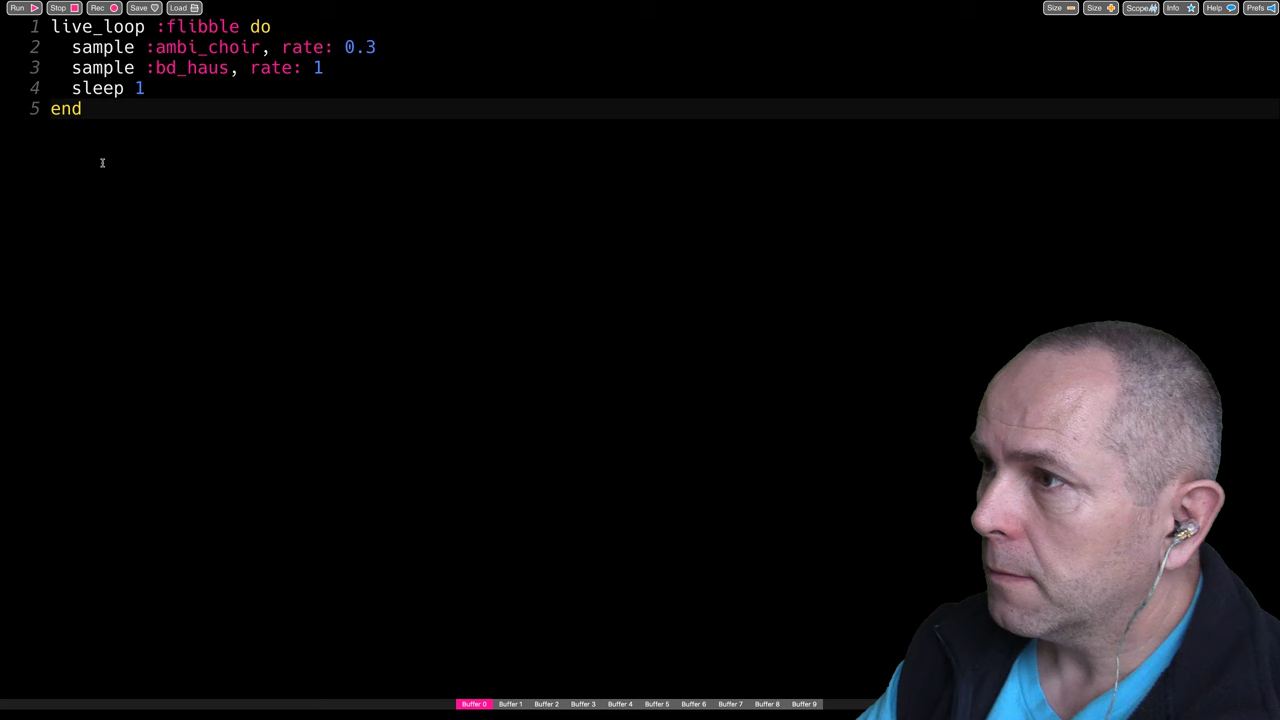 Run Stop Rec Save Load Size Size Scope Info Help Prefs
1 live_loop :flibble do
2 sample :ambi_choir, rate: 0.3
3 sample :bd_haus, rate: 1
4 sleep 1
5 end
Buffer 0 Buffer 1 Buffer 2 Buffer 3 Buffer 4 Buffer 5 Buffer 6 Buffer 7 Buffer 8 Buffer 9